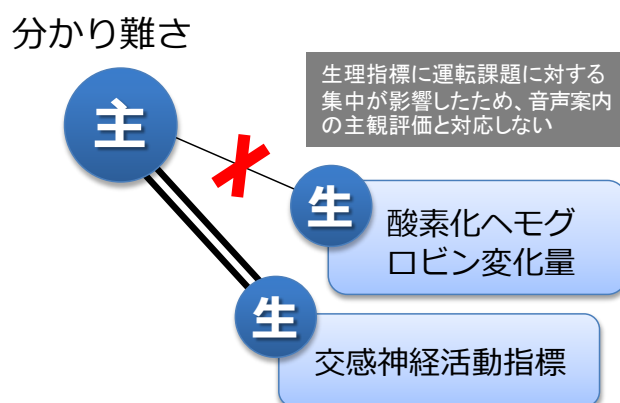 分かり難さ
主
生理指標に運転課題に対する
集中が影響したため、音声案内
の主観評価と対応しない
生
酸素化ヘモグ
ロビン変化量
生
交感神経活動指標